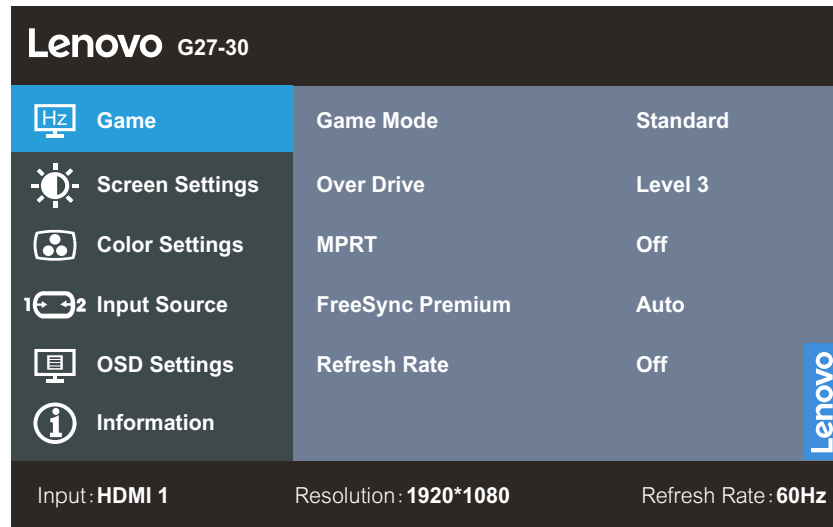 Lenovo G27-30
Hz Game Game Mode Standard
Screen Settings Over Drive Level 3
Color Settings MPRT Off
1 2 Input Source FreeSync Premium Auto
OSD Settings Refresh Rate Off
Lenovo
Information
Input: HDMI 1 Resolution: 1920*1080 Refresh Rate: 60Hz